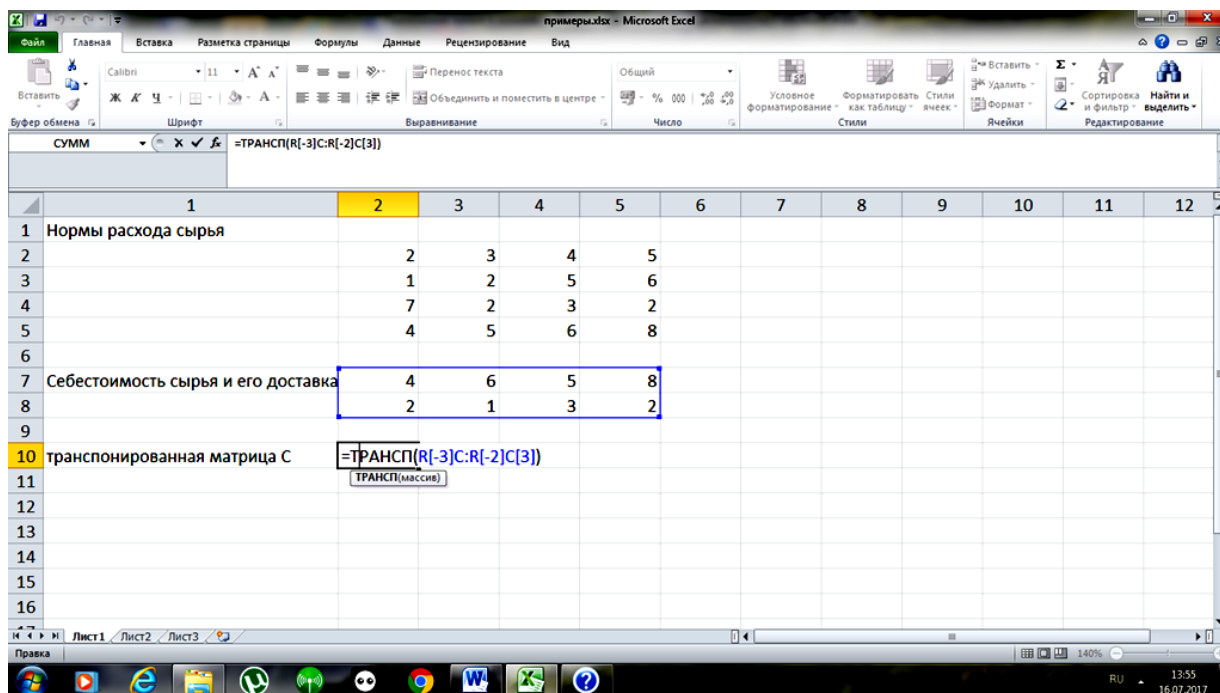 примеры.xlsx - Microsoft Excel
Файл Главная Вставка Разметка страницы Формулы Данные Рецензирование Вид
Вставить
Буфер обмена
Calibri 11
Ж К Ч
Шрифт
Перенос текста
Объединить и поместить в центре
Выравнивание
Общий
% 000
Число
Условное форматирование
Форматировать как таблицу
Стили ячеек
Стили
Вставить
Удалить
Формат
Ячейки
Сортировка и фильтр
Найти и выделить
Редактирование
СУММ =ТРАНСП(R[-3]C:R[-2]C[3])
1 2 3 4 5 6 7 8 9 10 11 12
1 Нормы расхода сырья
2 2 3 4 5
3 1 2 5 6
4 7 2 3 2
5 4 5 6 8
6
7 Себестоимость сырья и его доставка 4 6 5 8
8 2 1 3 2
9
10 транспонированная матрица С =ТРАНСП(R[-3]C:R[-2]C[3])
11 ТРАНСП(массив)
12
13
14
15
16
Лист1 Лист2 Лист3
Правка 140%
RU 13:55
16.07.2017